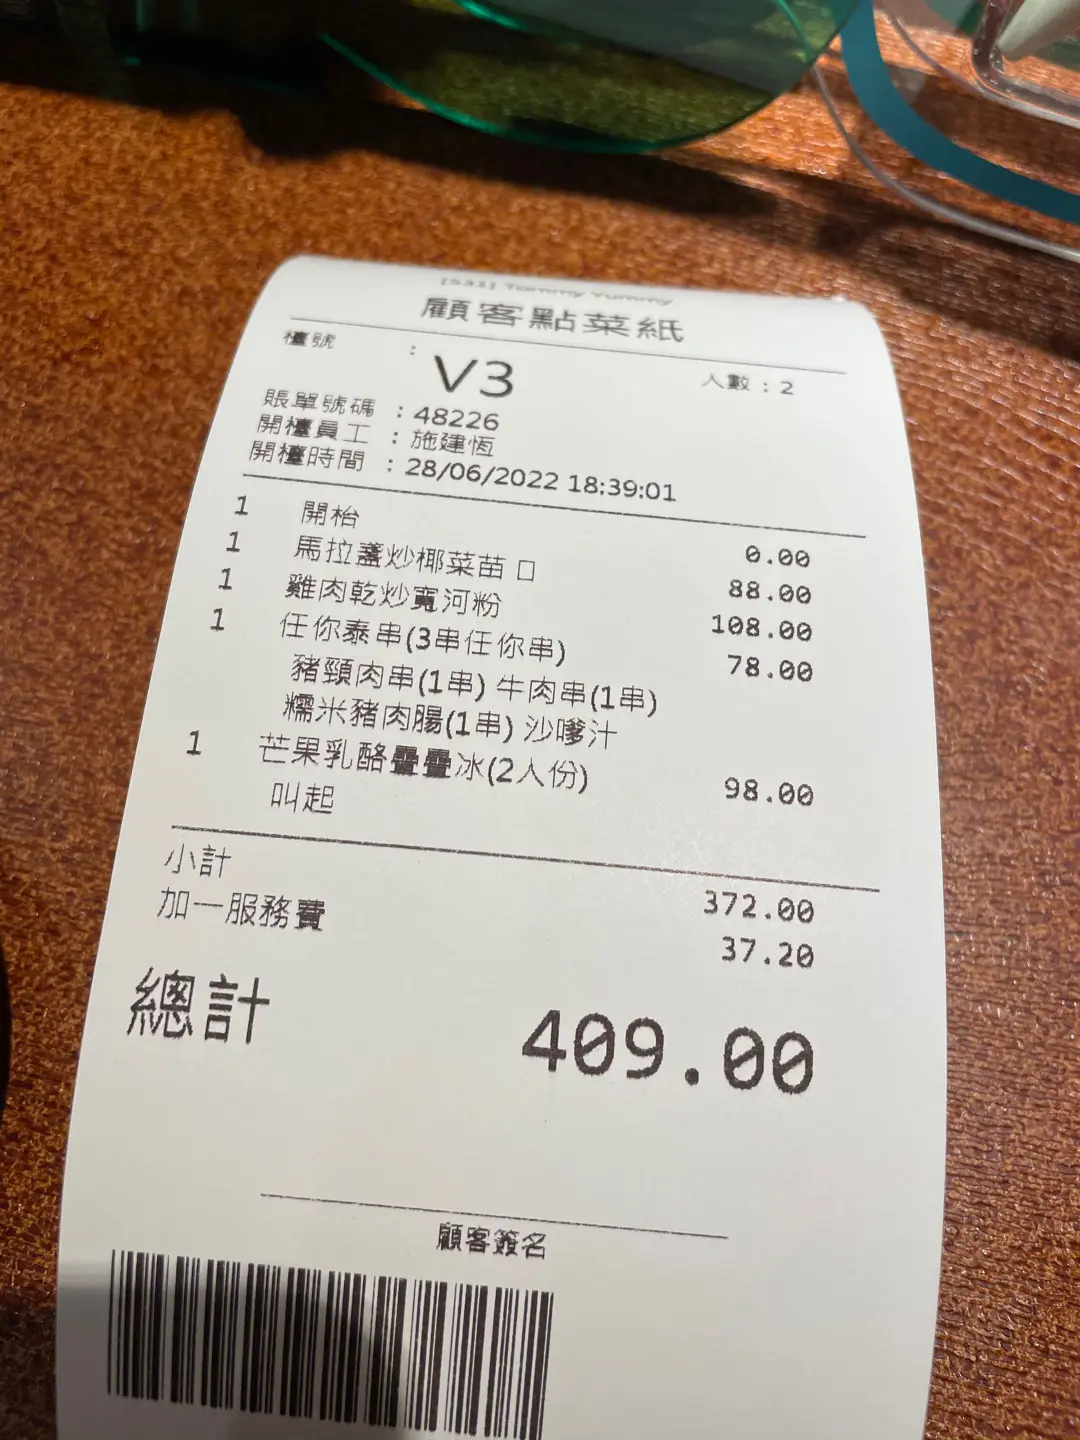 [531] Tommy Yummy
顧客點菜紙
檯號 : V3 人數 : 2
賬單號碼 : 48226
開檯員工 : 施建恆
開檯時間 : 28/06/2022 18:39:01
1 開枱 0.00
1 馬拉盞炒椰菜苗 口 88.00
1 雞肉乾炒寬河粉 108.00
1 任你泰串(3串任你串) 78.00
豬頸肉串(1串) 牛肉串(1串)
糯米豬肉腸(1串) 沙嗲汁
1 芒果乳酪疊疊冰(2人份) 98.00
叫起
小計 372.00
加一服務費 37.20
總計 409.00
顧客簽名